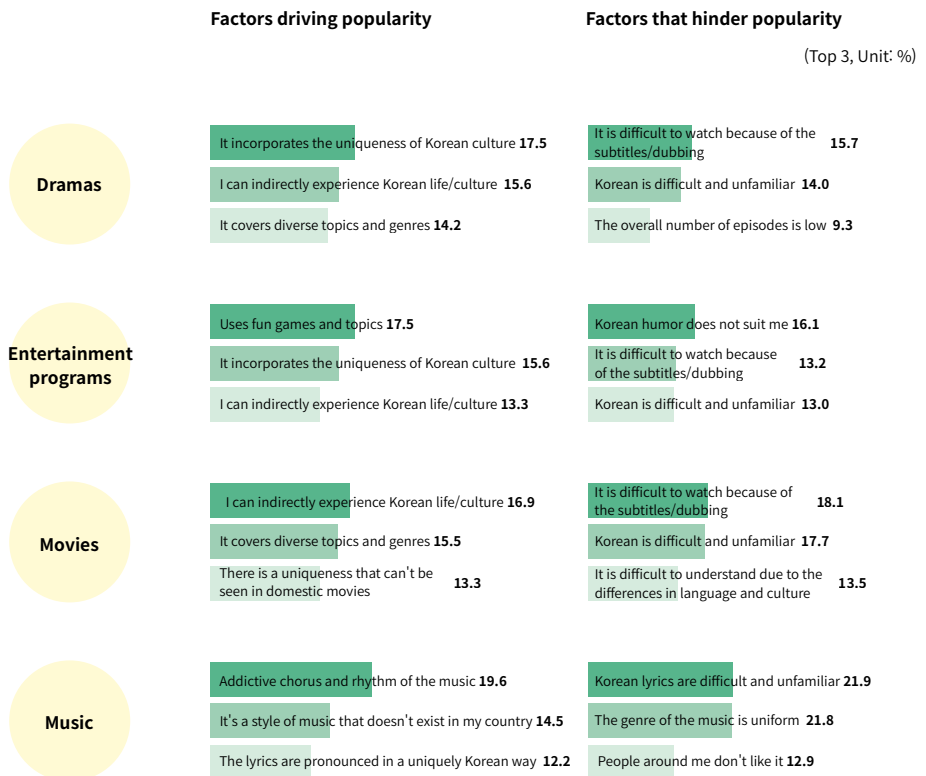 Factors driving popularity
Factors that hinder popularity
(Top 3, Unit: %)
Dramas
It incorporates the uniqueness of Korean culture 17.5
I can indirectly experience Korean life/culture 15.6
It covers diverse topics and genres 14.2
It is difficult to watch because of the
subtitles/dubbing
15.7
Korean is difficult and unfamiliar 14.0
The overall number of episodes is low 9.3
Entertainment
programs
Uses fun games and topics 17.5
It incorporates the uniqueness of Korean culture 15.6
I can indirectly experience Korean life/culture 13.3
Korean humor does not suit me 16.1
It is difficult to watch because
of the subtitles/dubbing
13.2
Korean is difficult and unfamiliar 13.0
Movies
I can indirectly experience Korean life/culture 16.9
It covers diverse topics and genres 15.5
There is a uniqueness that can't be
seen in domestic movies
13.3
It is difficult to watch because of
the subtitles/dubbing
18.1
Korean is difficult and unfamiliar 17.7
It is difficult to understand due to the
differences in language and culture
13.5
Music
Addictive chorus and rhythm of the music 19.6
It's a style of music that doesn't exist in my country 14.5
The lyrics are pronounced in a uniquely Korean way 12.2
Korean lyrics are difficult and unfamiliar 21.9
The genre of the music is uniform 21.8
People around me don't like it 12.9